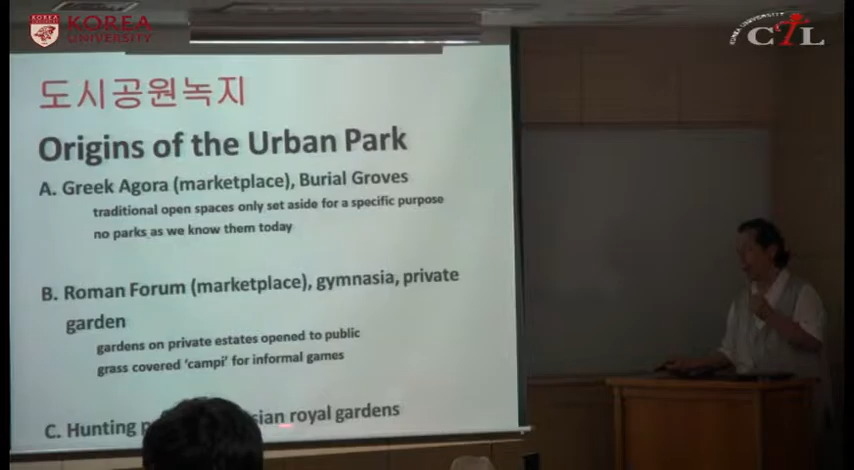 KOREA
UNIVERSITY
KOREA UNIVERSITY
CTL
도시공원녹지
Origins of the Urban Park
A. Greek Agora (marketplace), Burial Groves
traditional open spaces only set aside for a specific purpose
no parks as we know them today
B. Roman Forum (marketplace), gymnasia, private
garden
gardens on private estates opened to public
grass covered 'campi' for informal games
C. Hunting royal gardens